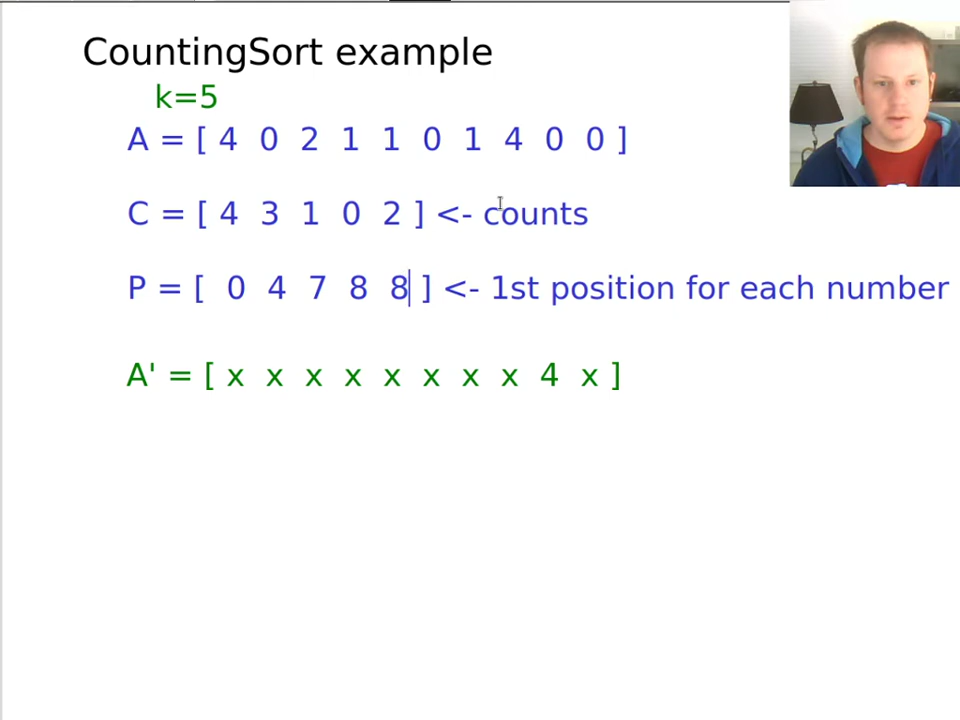 CountingSort example
k=5
A = [ 4 0 2 1 1 0 1 4 0 0 ]
C = [ 4 3 1 0 2 ] <- counts
P = [ 0 4 7 8 8 ] <- 1st position for each number
A' = [ x x x x x x x x 4 x ]